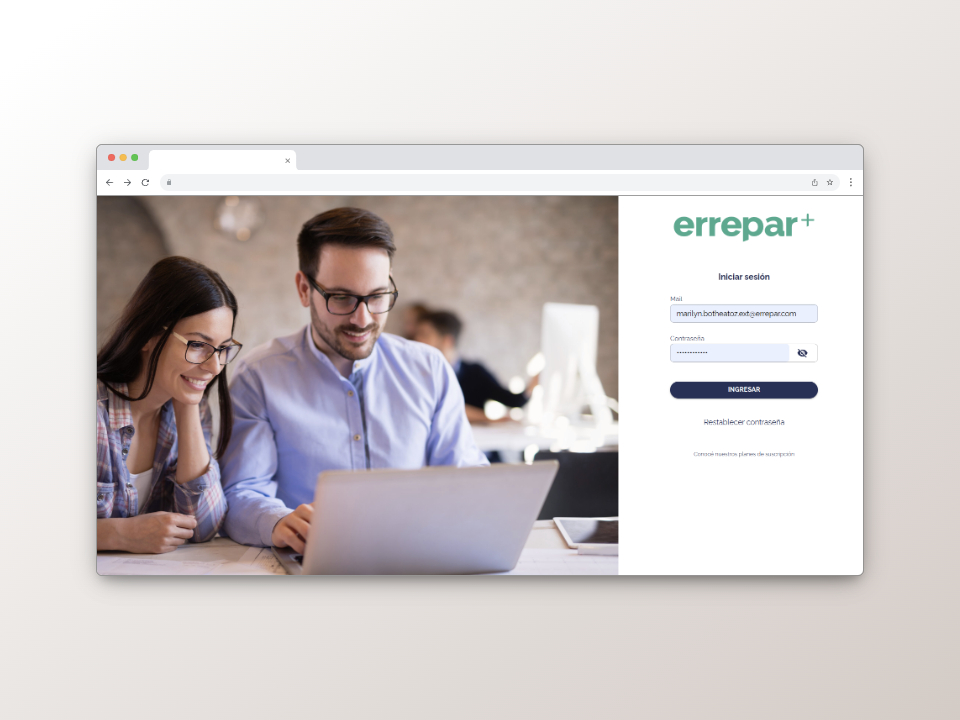 errepar+
Iniciar sesión
Mail
marilyn.botheatoz.ext@errepar.com
Contraseña
••••••••••••
INGRESAR
Restablecer contraseña
Conocé nuestros planes de suscripción